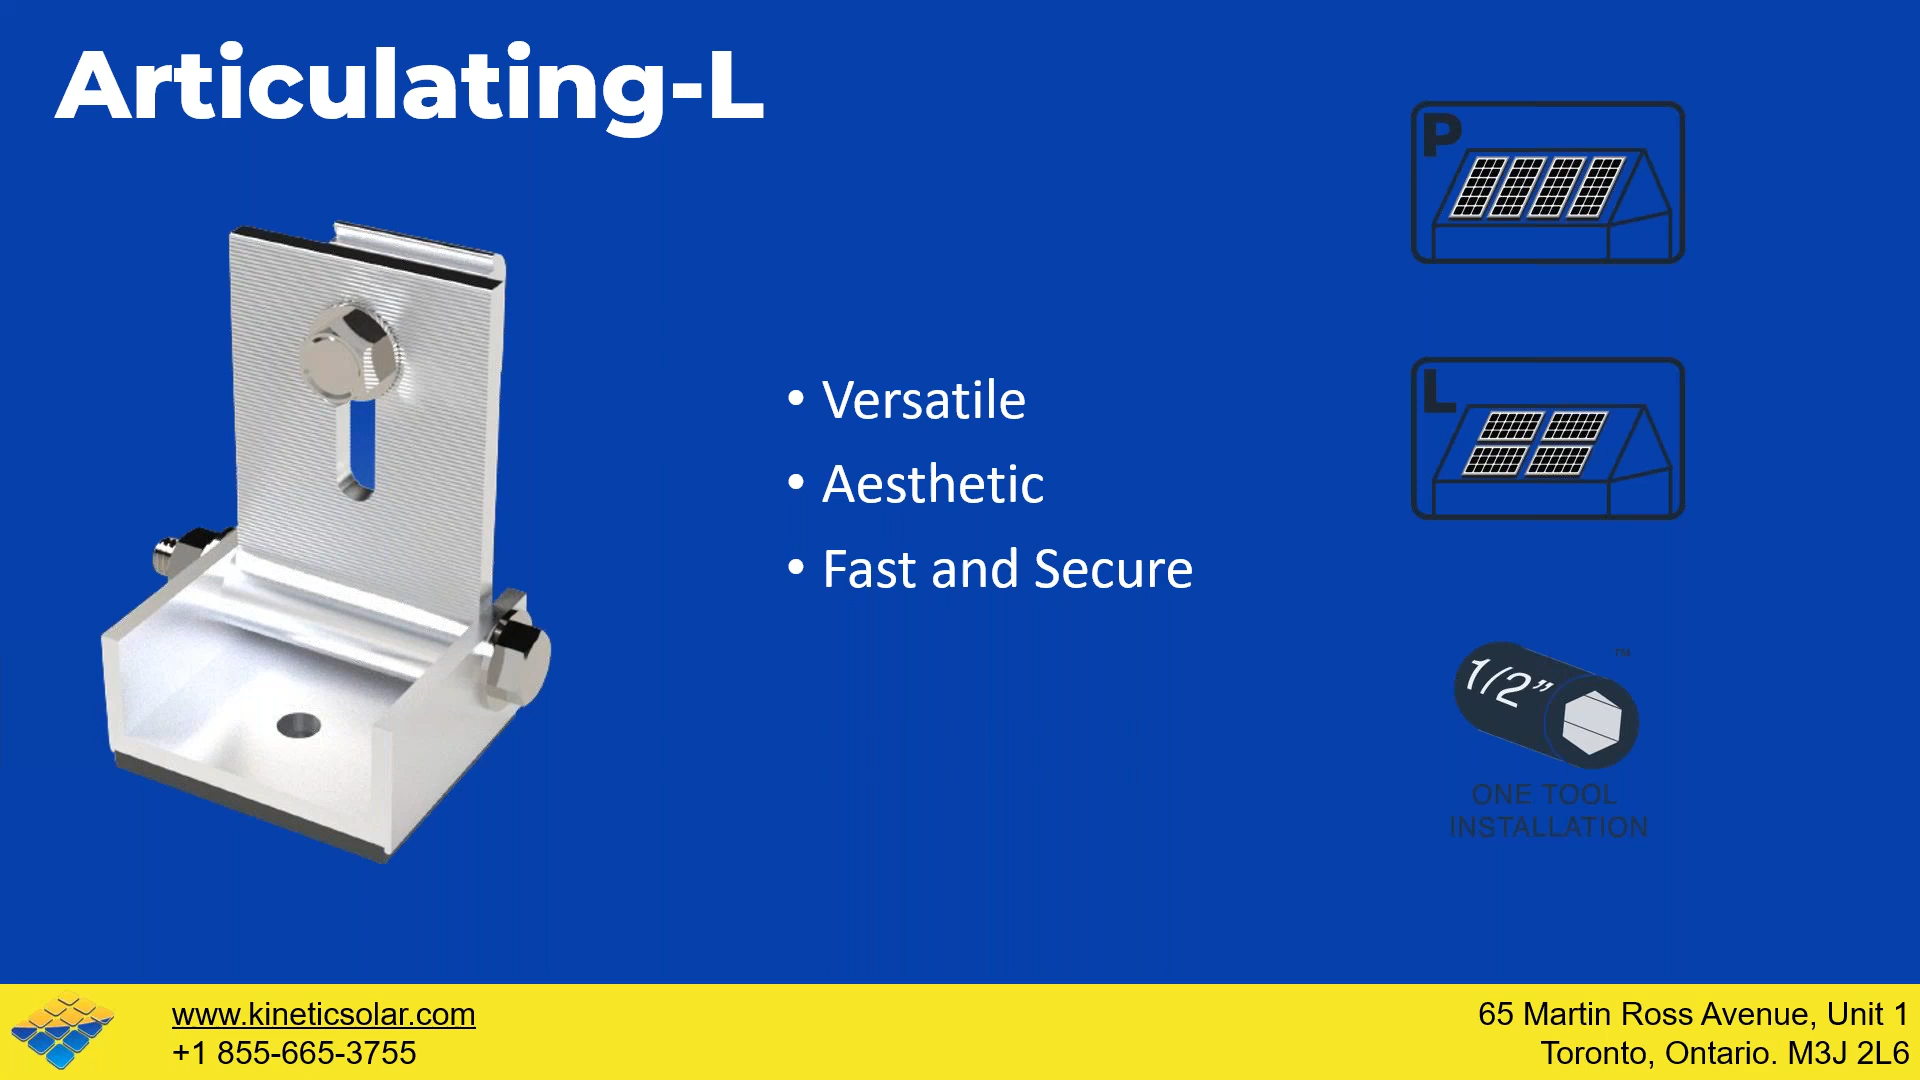 Articulating-L
P
• Versatile
L
• Aesthetic
• Fast and Secure
1/2”
TM
ONE TOOL
INSTALLATION
www.kineticsolar.com
+1 855-665-3755
65 Martin Ross Avenue, Unit 1
Toronto, Ontario. M3J 2L6